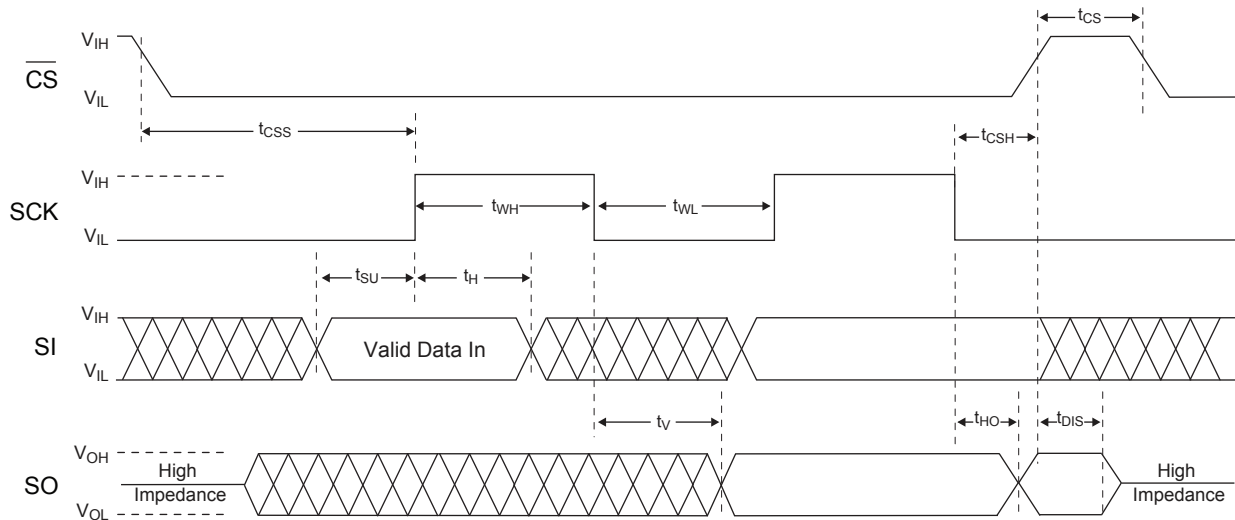 tCS
VIH
CS
VIL
tCSS
tCSH
VIH
SCK
tWH
tWL
VIL
tSU
tH
VIH
SI
Valid Data In
VIL
tV
tHO
tDIS
VOH
High
Impedance
SO
High
Impedance
VOL